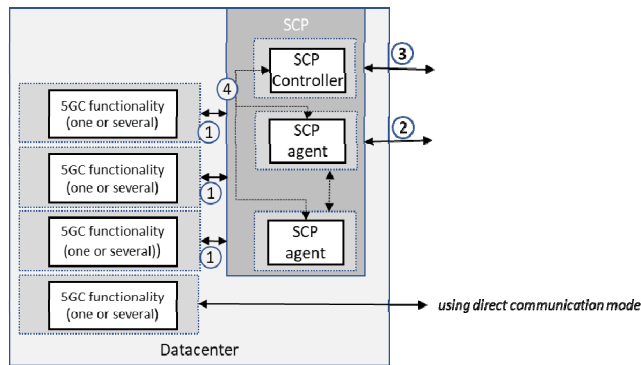 SCP
SCP
Controller
3
4
5GC functionality
(one or several)
1
SCP
agent
2
5GC functionality
(one or several)
1
5GC functionality
(one or several))
1
SCP
agent
5GC functionality
(one or several)
using direct communication mode
Datacenter